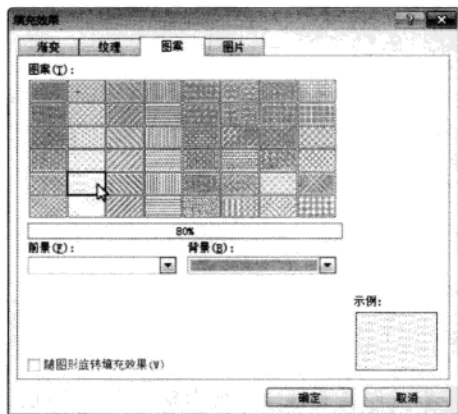 填充效果
渐变 纹理 图案 图片
图案(T):
80%
前景(F): 背景(B):
示例:
随图形旋转填充效果(W)
确定 取消